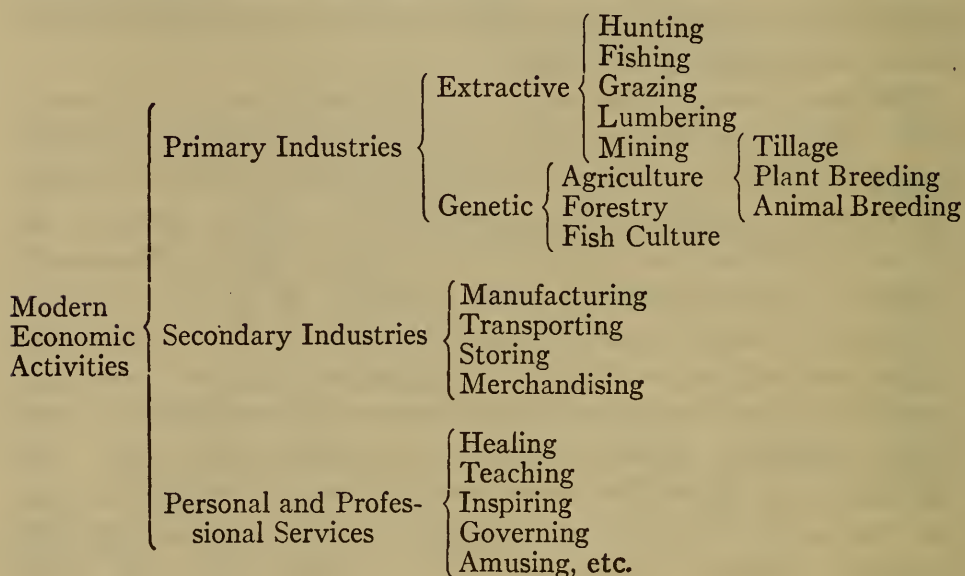 Modern
Economic
Activities
Primary Industries
Extractive
Hunting
Fishing
Grazing
Lumbering
Mining
Genetic
Agriculture
Forestry
Fish Culture
Tillage
Plant Breeding
Animal Breeding
Secondary Industries
Manufacturing
Transporting
Storing
Merchandising
Personal and Profes-
sional Services
Healing
Teaching
Inspiring
Governing
Amusing, etc.